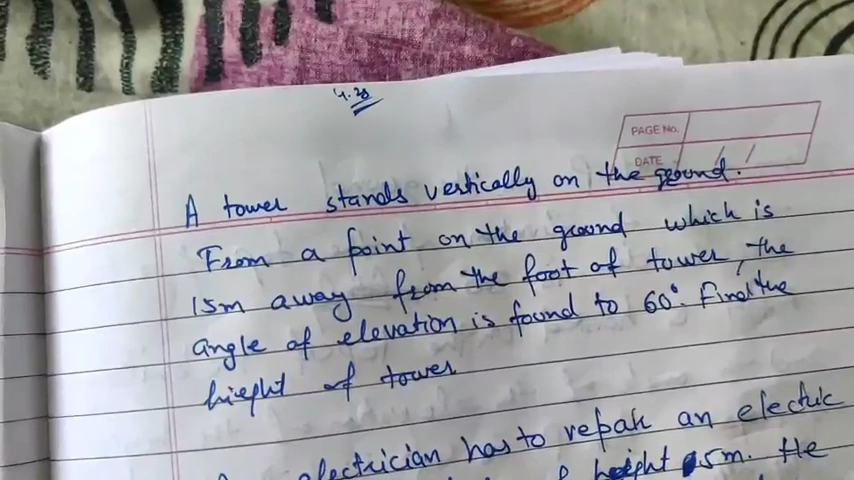 4.20
PAGE No.
DATE / /
A tower stands vertically on the ground.
From a point on the ground which is
15m away from the foot of tower, the
angle of elevation is found to 60°. Find the
hieght of tower
electrician has to repair an electric
height 5m. He